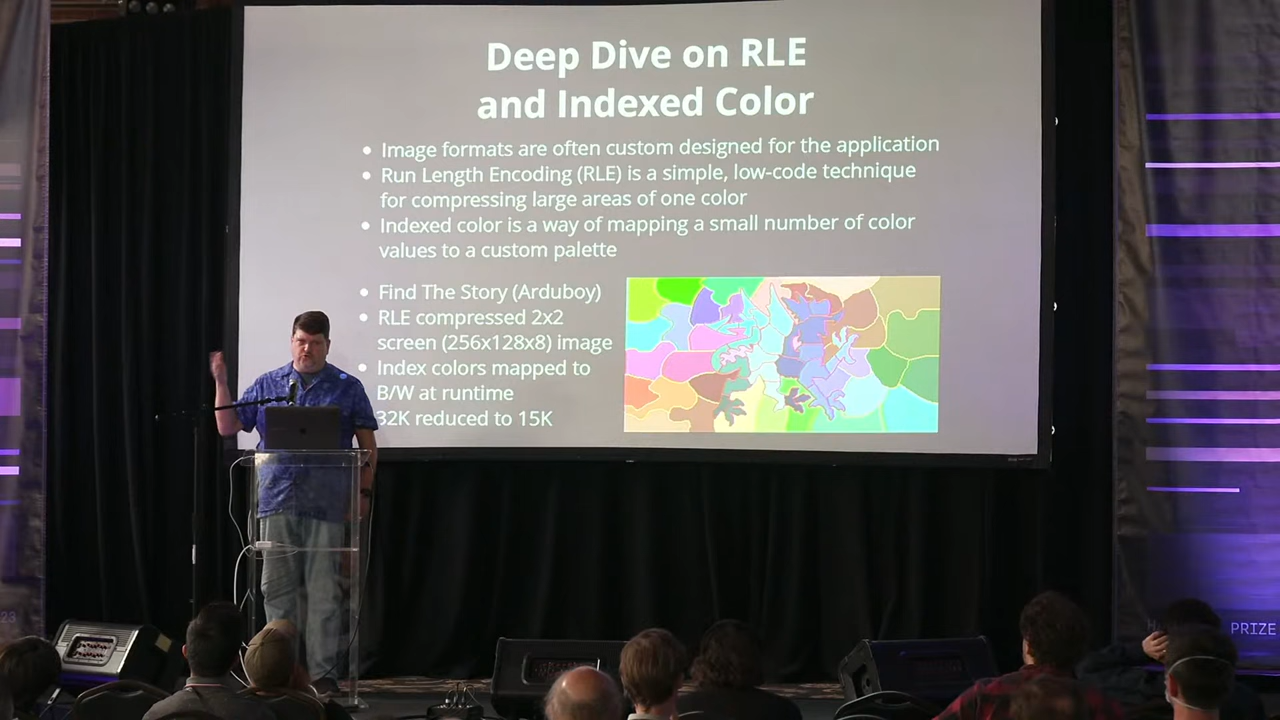 Deep Dive on RLE
and Indexed Color
• Image formats are often custom designed for the application
• Run Length Encoding (RLE) is a simple, low-code technique
for compressing large areas of one color
• Indexed color is a way of mapping a small number of color
values to a custom palette
• Find The Story (Arduboy)
• RLE compressed 2x2
screen (256x128x8) image
• Index colors mapped to
B/W at runtime
32K reduced to 15K
23
PRIZE